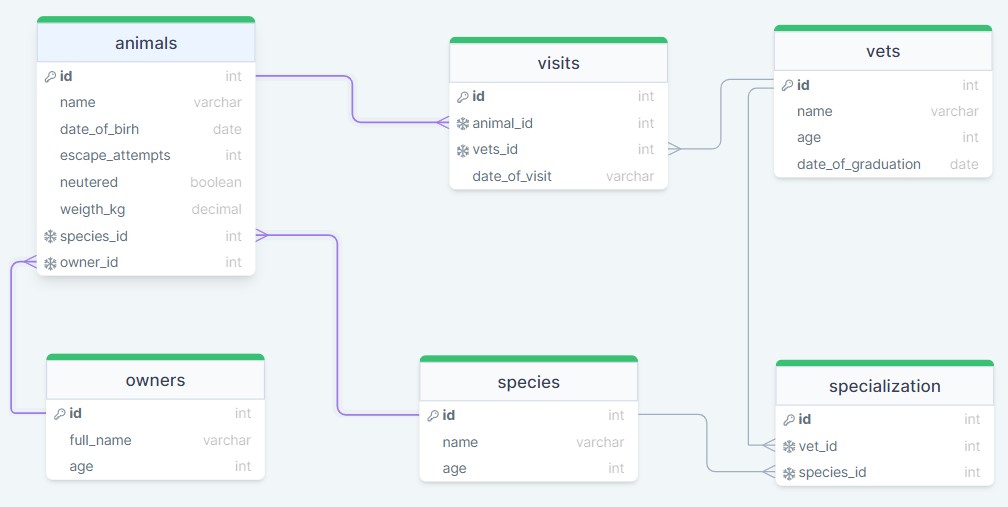 animals
id int
name varchar
date_of_birh date
escape_attempts int
neutered boolean
weigth_kg decimal
species_id int
owner_id int
visits
id int
animal_id int
vets_id int
date_of_visit varchar
vets
id int
name varchar
age int
date_of_graduation date
owners
id int
full_name varchar
age int
species
id int
name varchar
age int
specialization
id int
vet_id int
species_id int